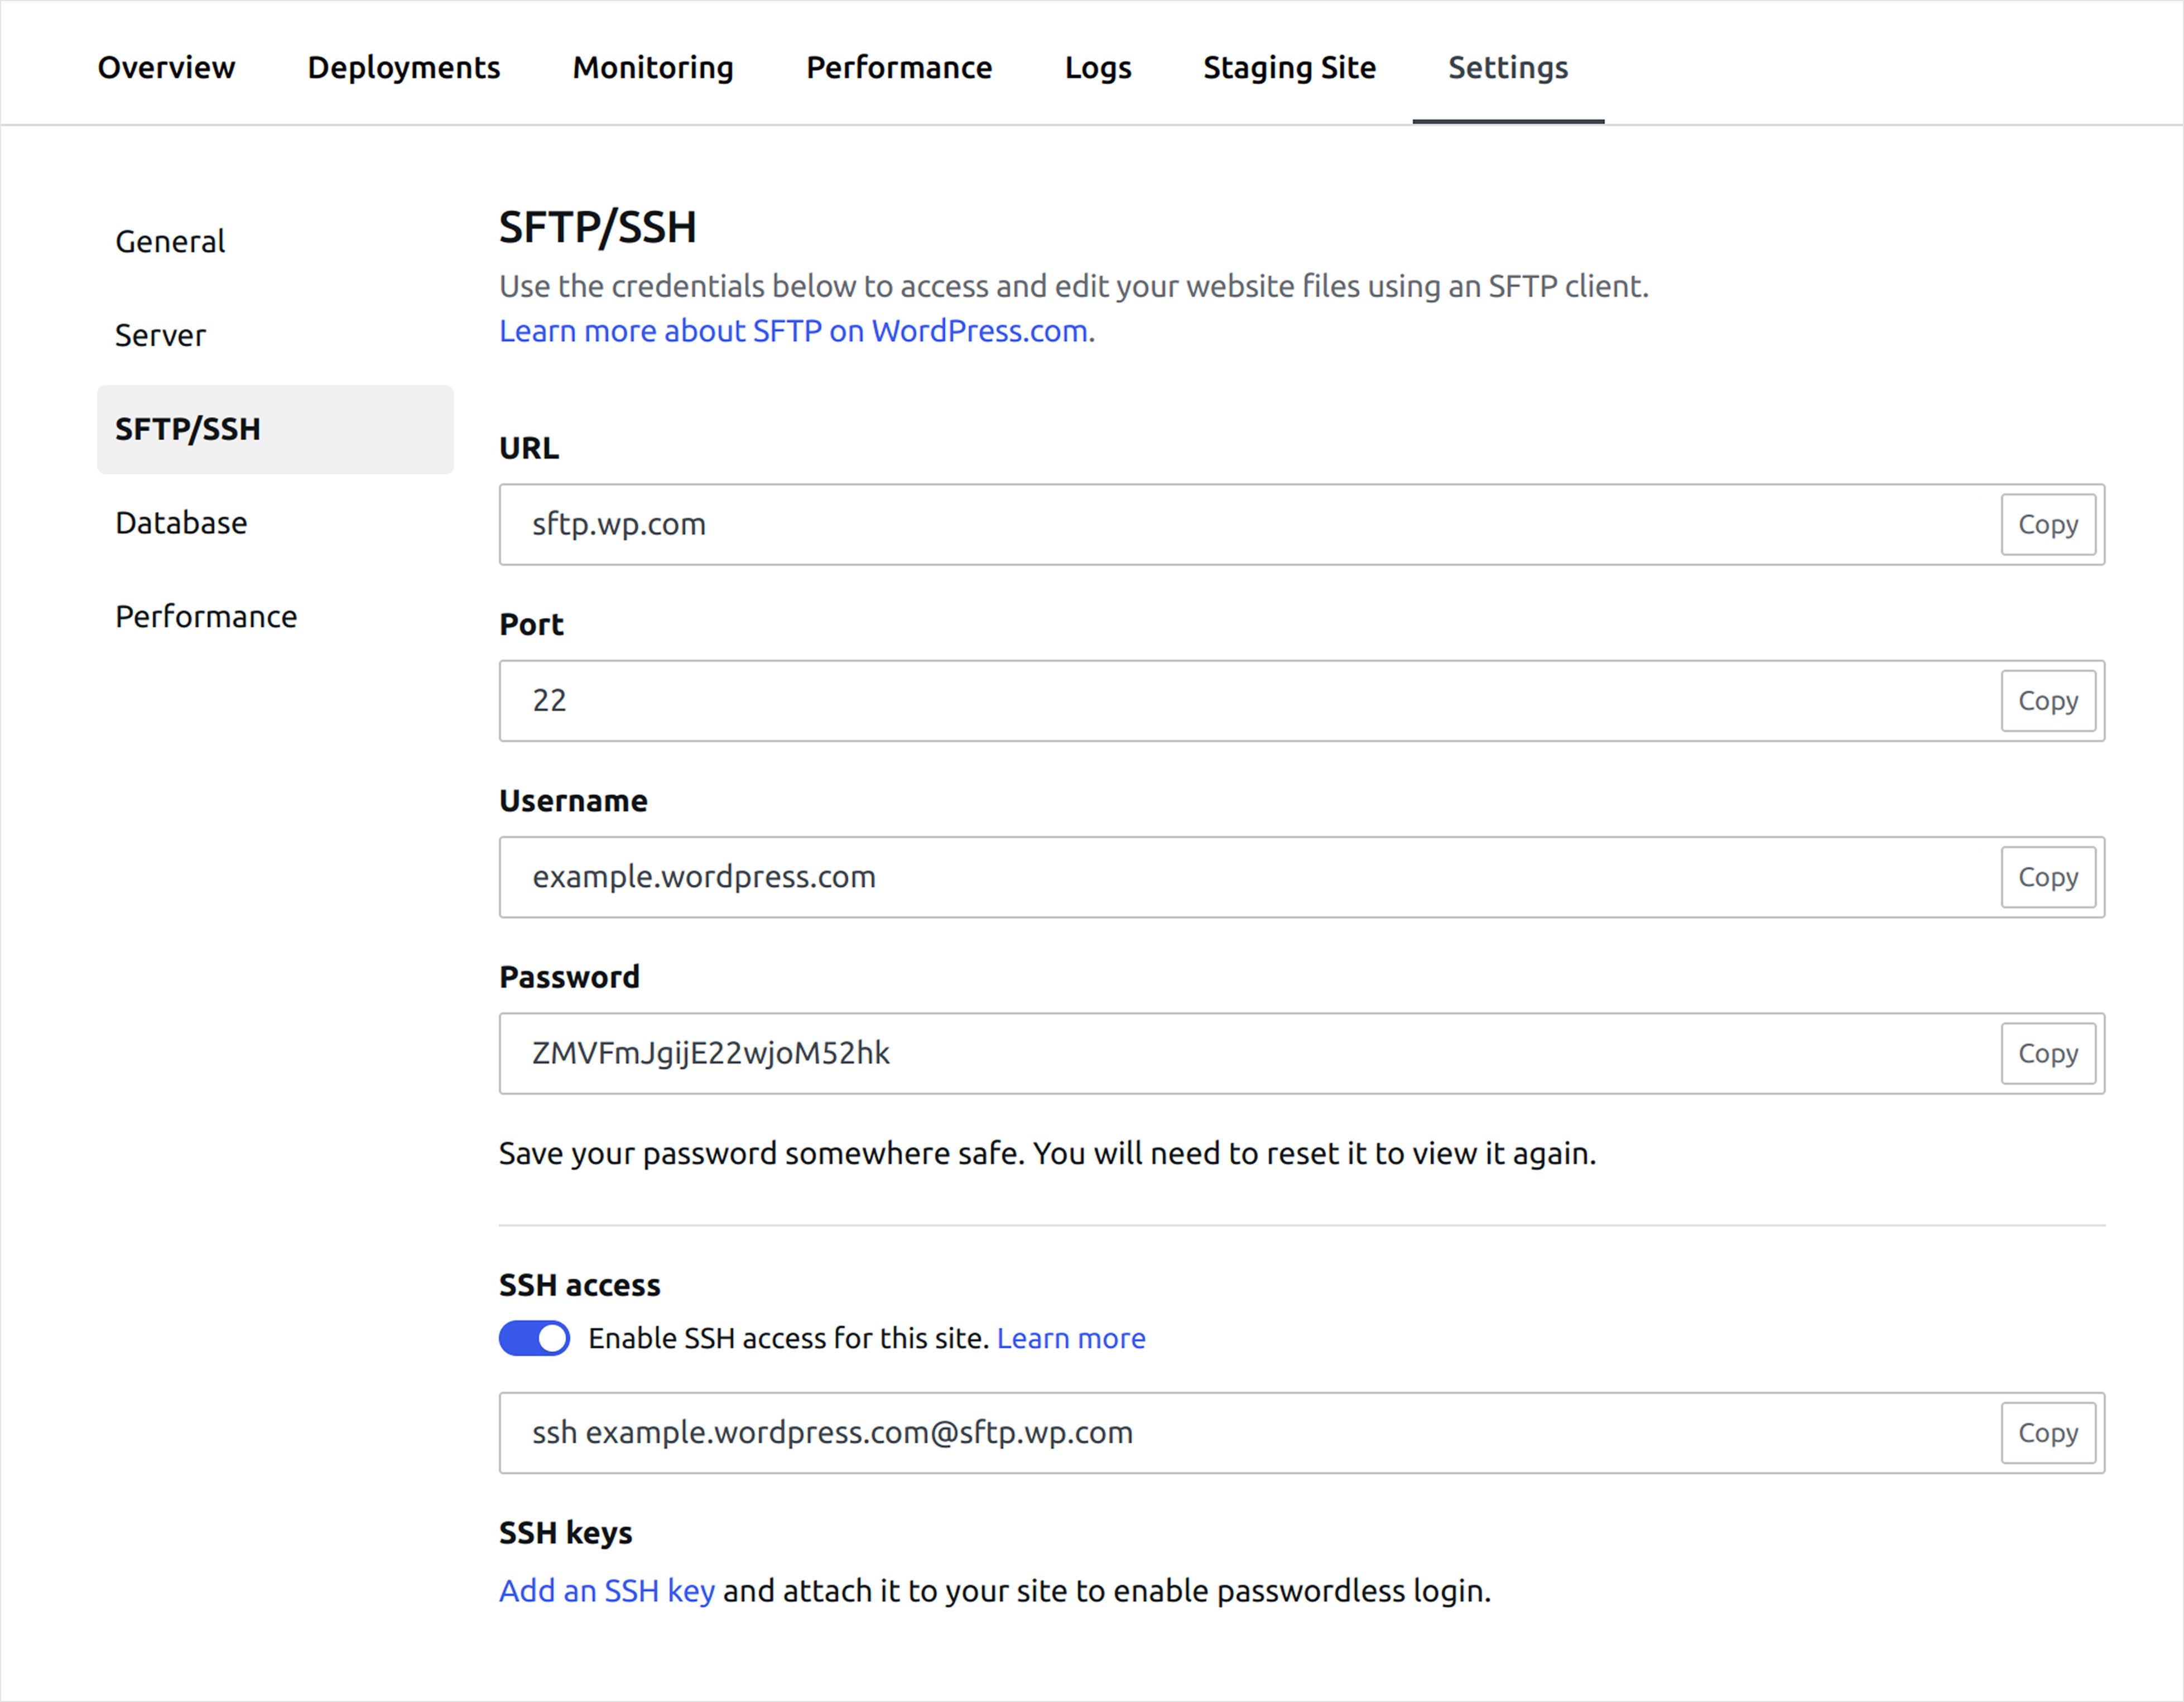 Overview Deployments Monitoring Performance Logs Staging Site Settings
General
Server
SFTP/SSH
Database
Performance
SFTP/SSH
Use the credentials below to access and edit your website files using an SFTP client.
Learn more about SFTP on WordPress.com.
URL
sftp.wp.com Copy
Port
22 Copy
Username
example.wordpress.com Copy
Password
ZMVFmJgijE22wjoM52hk Copy
Save your password somewhere safe. You will need to reset it to view it again.
SSH access
Enable SSH access for this site. Learn more
ssh example.wordpress.com@sftp.wp.com Copy
SSH keys
Add an SSH key and attach it to your site to enable passwordless login.